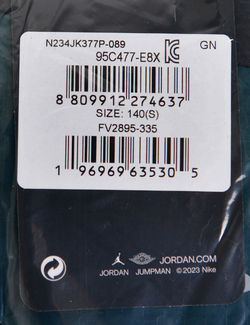 N234JK377P-089 GN
95C477-E8X
8 809912 274637
SIZE: 140(S)
FV2895-335
1 96969 63530 5
JORDAN.COM
JORDAN JUMPMAN ©2023 Nike